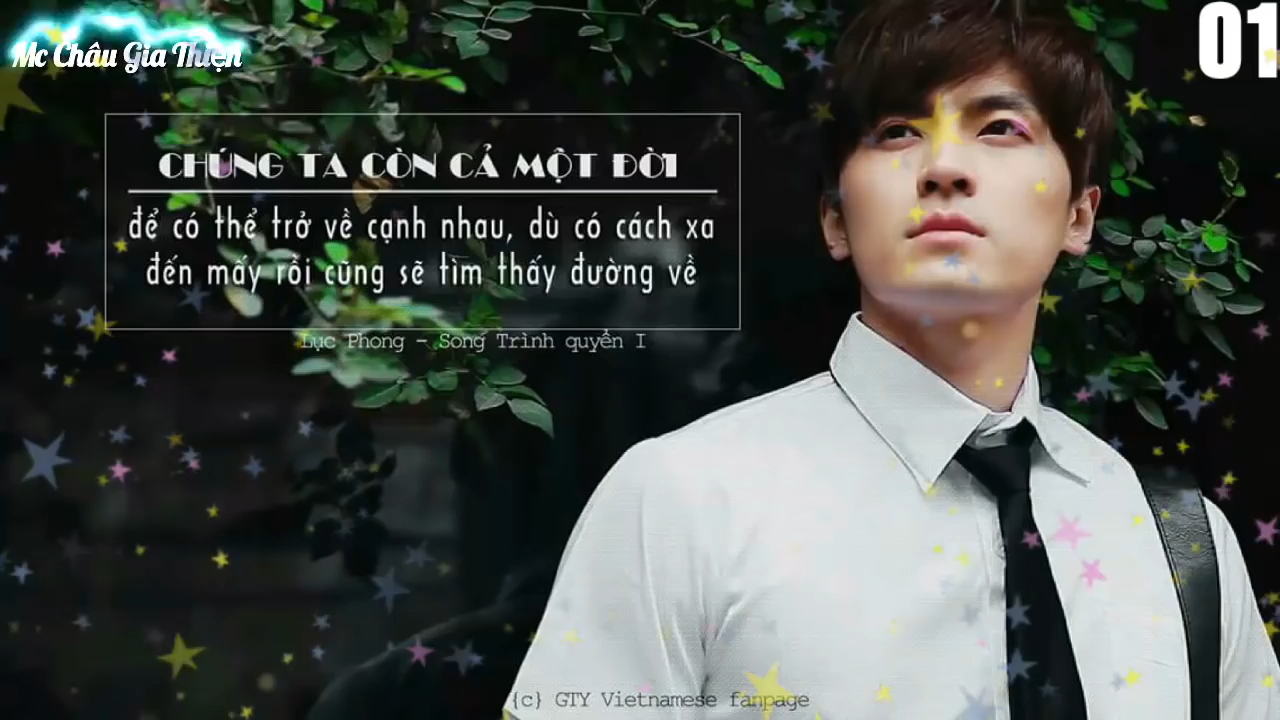 Mc Châu Gia Thiện
01
CHÚNG TA CÒN CẢ MỘT ĐỜI
để có thể trở về cạnh nhau, dù có cách xa
đến mấy rồi cũng sẽ tìm thấy đường về
Lục Phong - Song Trình quyển I
{c} GTY Vietnamese fanpage